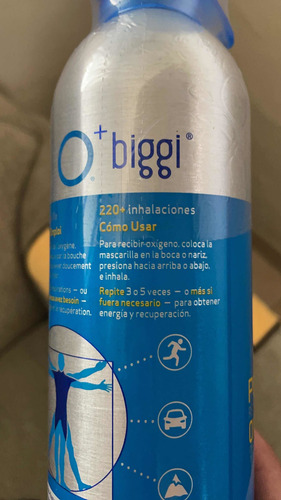 O+ biggi®
220+ inhalaciones
Cómo Usar
Para recibir oxígeno, coloca la
mascarilla en la boca o nariz,
presiona hacia arriba o abajo,
e inhala.
Repite 3 o 5 veces — o más si
fuera necesario — para obtener
energía y recuperación.
la bouche
doucement
ations — ou
besoin —
récupération.